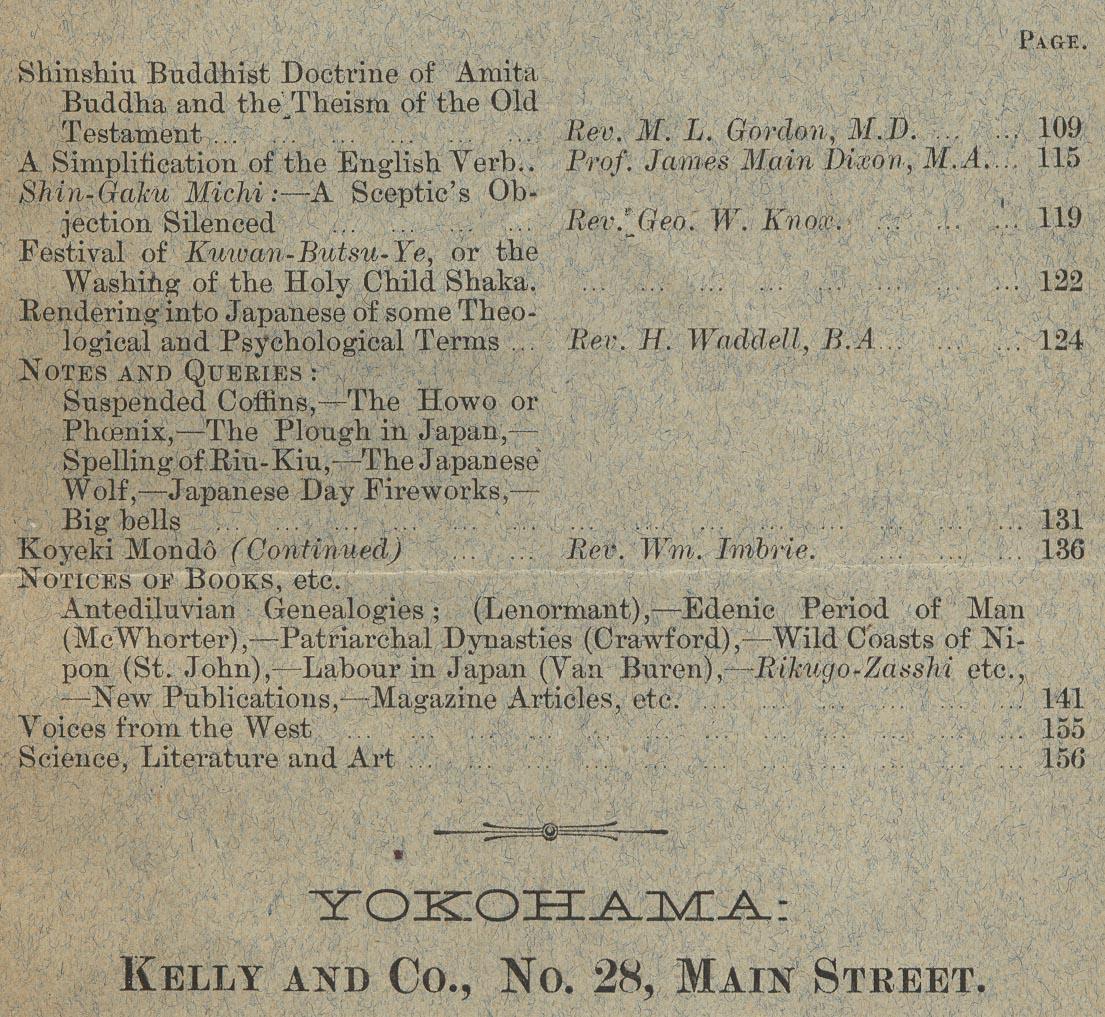 PAGE.
Shinshiu Buddhist Doctrine of Amita
Buddha and the Theism of the Old
Testament ... ... ... ... ... ... Rev. M. L. Gordon, M.D. ... ... 109
A Simplification of the English Verb.. Prof. James Main Dixon, M.A. ... 115
Shin-Gaku Michi:—A Sceptic's Ob-
jection Silenced ... ... ... ... Rev. Geo. W. Knox. ... ... ... 119
Festival of Kuwan-Butsu-Ye, or the
Washing of the Holy Child Shaka. ... ... ... ... ... ... ... ... 122
Rendering into Japanese of some Theo-
logical and Psychological Terms ... Rev. H. Waddell, B.A. ... ... ... 124
NOTES AND QUERIES:
Suspended Coffins,—The Howo or
Phœnix,—The Plough in Japan,—
Spelling of Riu-Kiu,—The Japanese
Wolf,—Japanese Day Fireworks,—
Big bells ... ... ... ... ... ... ... ... ... ... ... ... ... ... 131
Koyeki Mondô (Continued) ... ... Rev. Wm. Imbrie. ... ... ... 136
NOTICES OF BOOKS, etc.
Antediluvian Genealogies; (Lenormant),—Edenic Period of Man
(McWhorter),—Patriarchal Dynasties (Crawford),—Wild Coasts of Ni-
pon (St. John),—Labour in Japan (Van Buren),—Rikugo-Zasshi etc.,
—New Publications,—Magazine Articles, etc. ... ... ... ... ... ... 141
Voices from the West ... ... ... ... ... ... ... ... ... ... ... ... 155
Science, Literature and Art ... ... ... ... ... ... ... ... ... ... ... 156
YOKOHAMA:
KELLY AND CO., NO. 28, MAIN STREET.